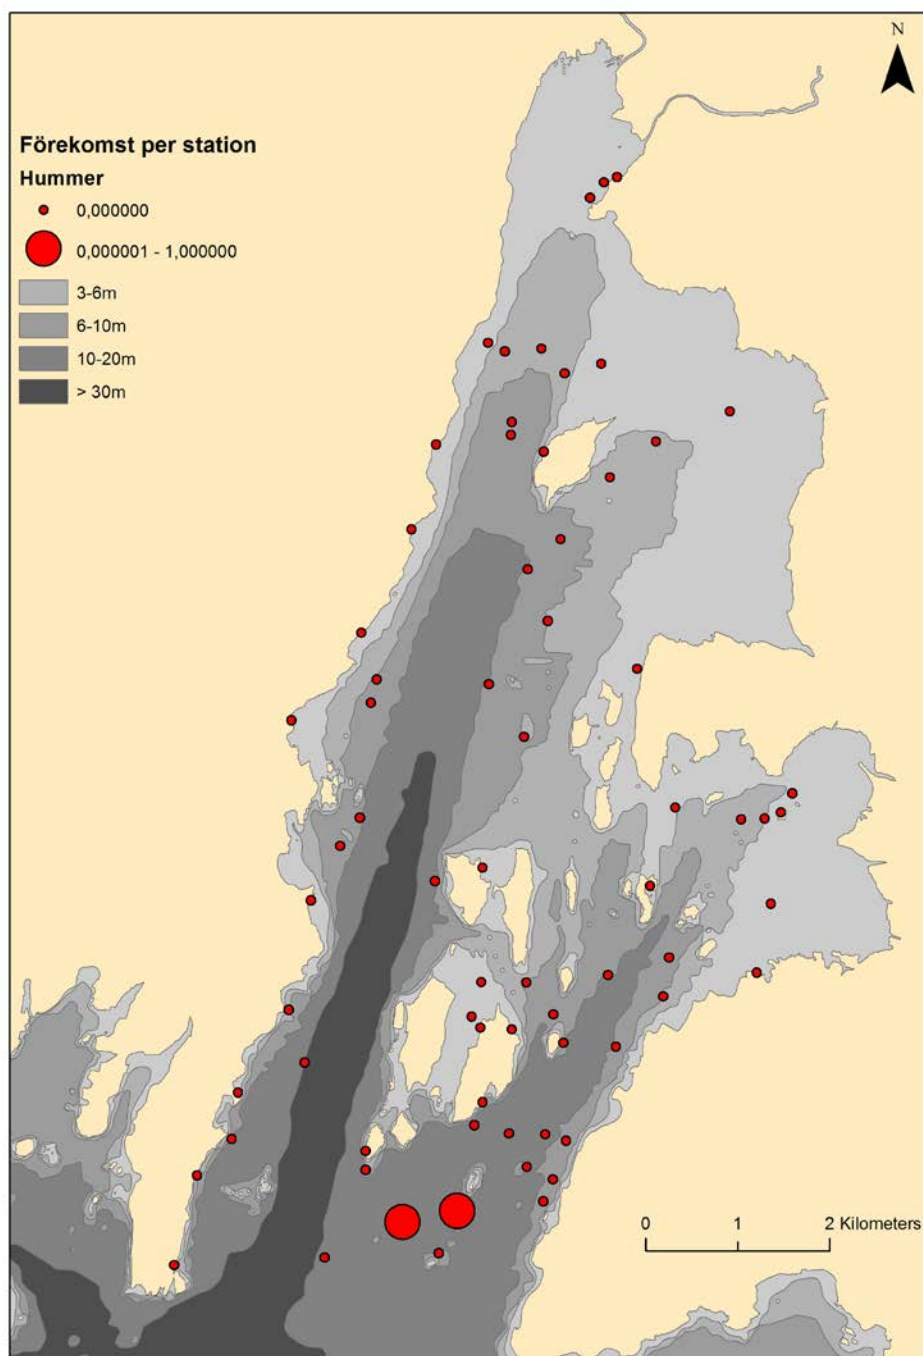 N
Förekomst per station
Hummer
0,000000
0,000001 - 1,000000
3-6m
6-10m
10-20m
> 30m
0 1 2 Kilometers